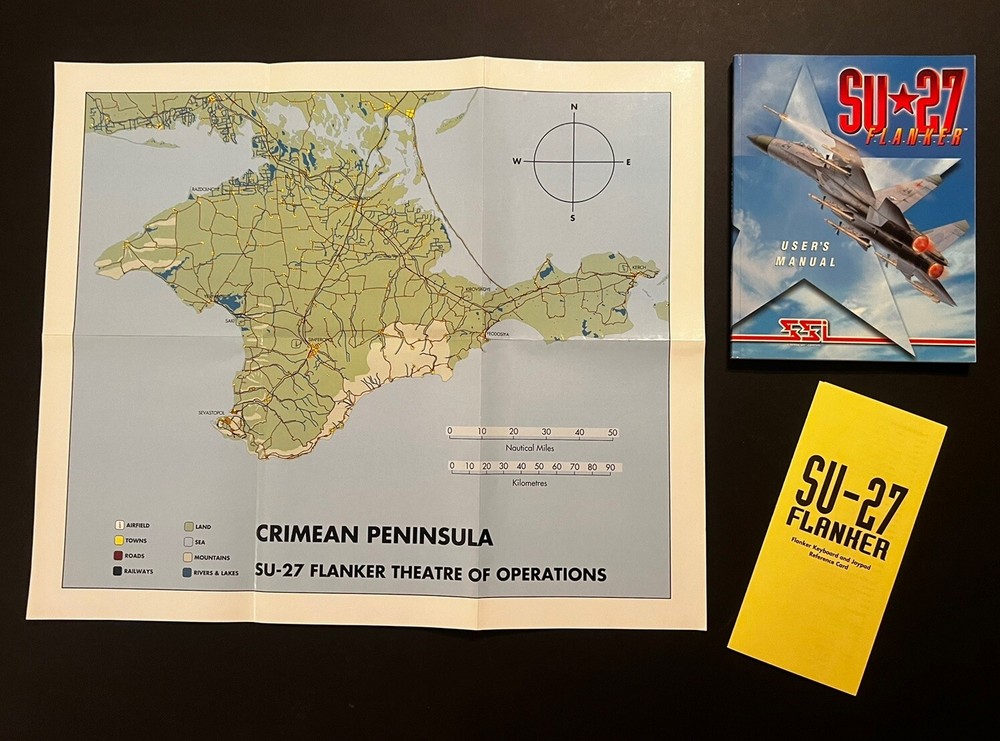 N
W E
S
RAZDOLNOYE
KIROVSKOYE
KERCH
SAKI
SIMFEROPOL
FEODOSIYA
SEVASTOPOL
0 10 20 30 40 50
Nautical Miles
0 10 20 30 40 50 60 70 80 90
Kilometres
AIRFIELD
TOWNS
ROADS
RAILWAYS
LAND
SEA
MOUNTAINS
RIVERS & LAKES
CRIMEAN PENINSULA
SU-27 FLANKER THEATRE OF OPERATIONS
SU★27
FLANKER™
USER'S
MANUAL
SSI
SU-27
FLANKER
Flanker Keyboard and Joypad
Reference Card